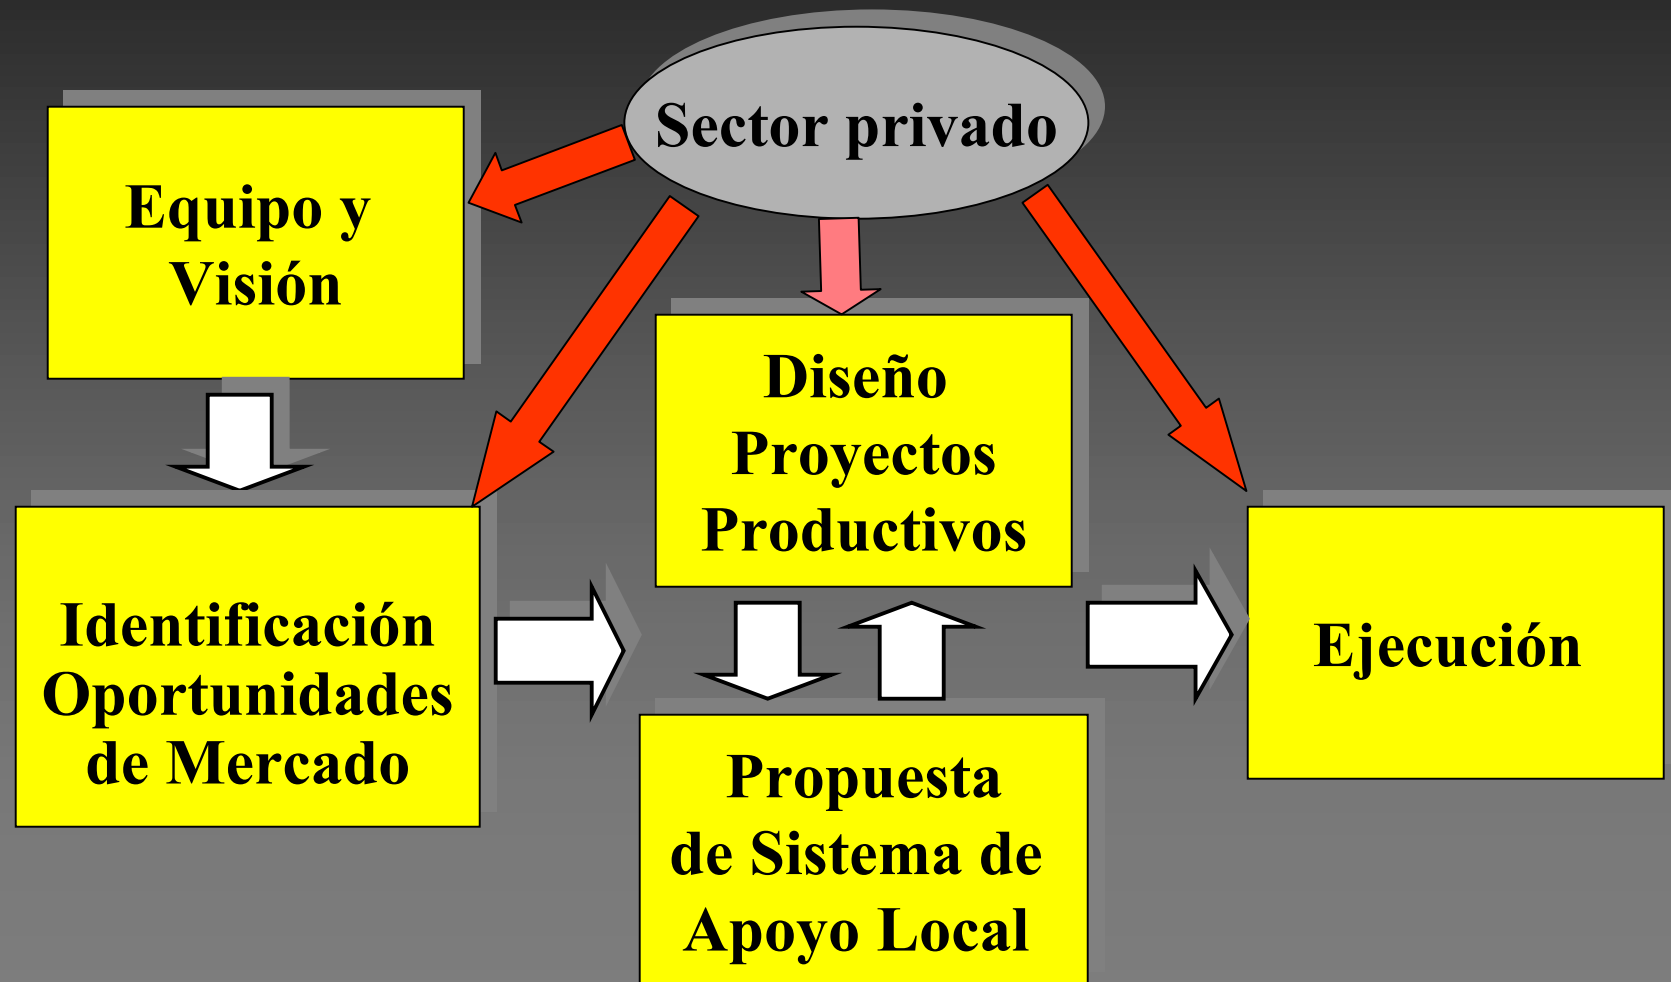 Sector privado
Equipo y
Visión
Diseño
Proyectos
Productivos
Identificación
Oportunidades
de Mercado
Ejecución
Propuesta
de Sistema de
Apoyo Local